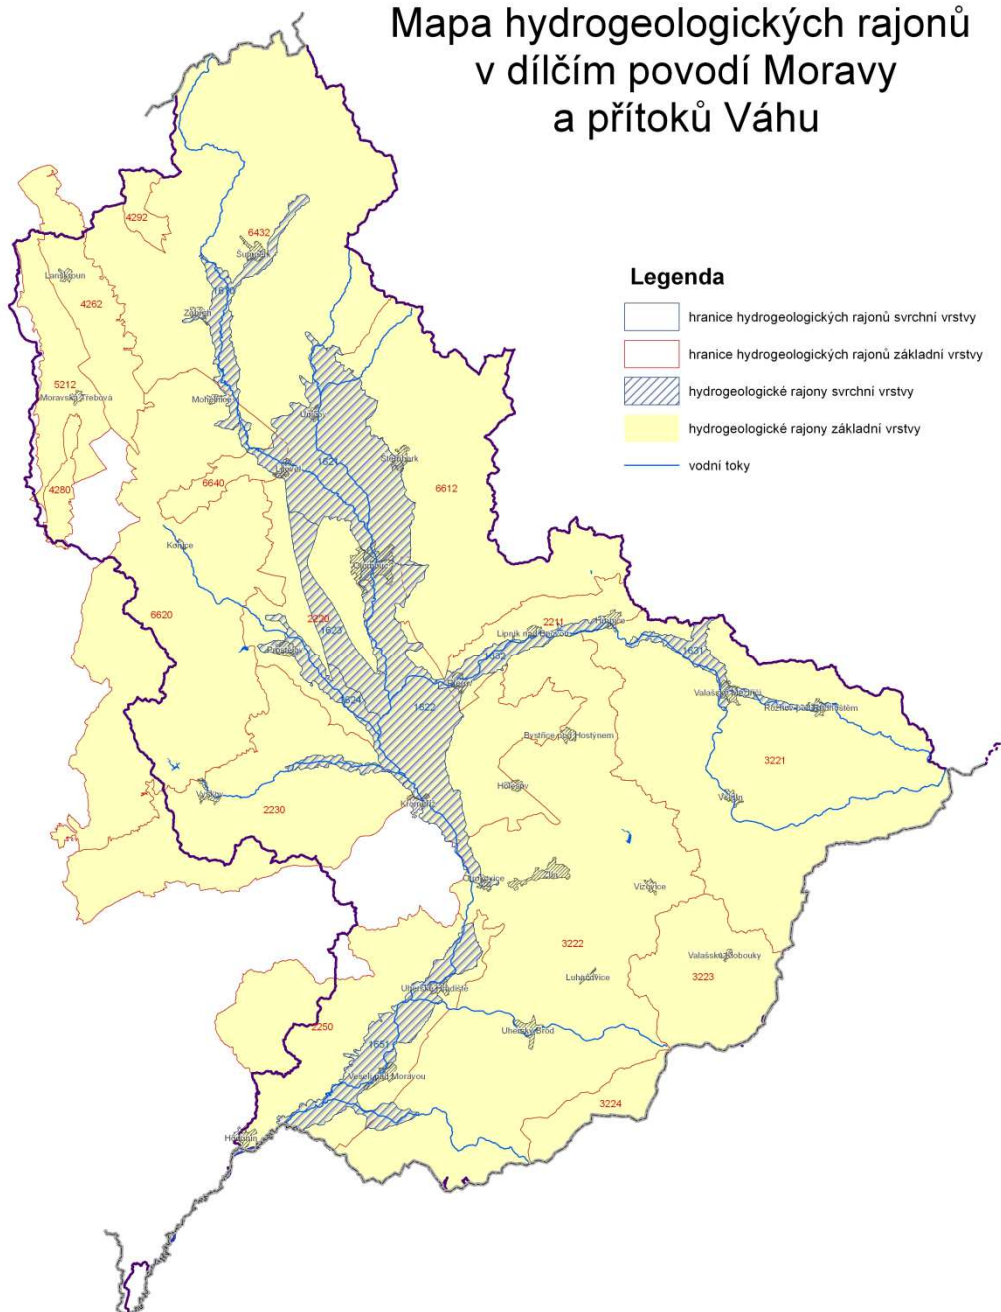 Mapa hydrogeologických rajonů
v dílčím povodí Moravy
a přítoků Váhu
Legenda
hranice hydrogeologických rajonů svrchní vrstvy
hranice hydrogeologických rajonů základní vrstvy
hydrogeologické rajony svrchní vrstvy
hydrogeologické rajony základní vrstvy
vodní toky
4292
6432
Šumperk
Lanškroun
4262
1610
Zábřeh
5212
Moravská Třebová
Mohelnice
Uničov
1621
Šternberk
Litovel
6640
6612
4280
Konice
Olomouc
6620
2220
1623
2211
Hranice
Lipník nad Bečvou
Prostějov
1632
1631
Přerov
1624
1622
Valašské Meziříčí
Rožnov pod Radhoštěm
Bystřice pod Hostýnem
3221
Holešov
Vsetín
Vyškov
Kroměříž
2230
Otrokovice
Zlín
Vizovice
3222
Valašské Klobouky
3223
Luhačovice
Uherské Hradiště
2250
Uherský Brod
1651
Veselí nad Moravou
3224
Hodonín